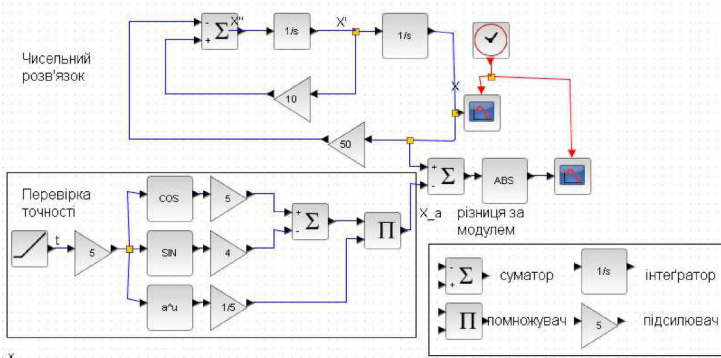 Чисельний
розв'язок
-
+
Σ
X''
1/s
X'
1/s
10
X
50
Перевірка
точності
t
5
COS
5
SIN
4
a^u
1/5
+
-
Σ
Π
+
-
Σ
ABS
X_a
різниця за
модулем
-
+
Σ
суматор
1/s
інтеґратор
Π
помножувач
5
підсилювач